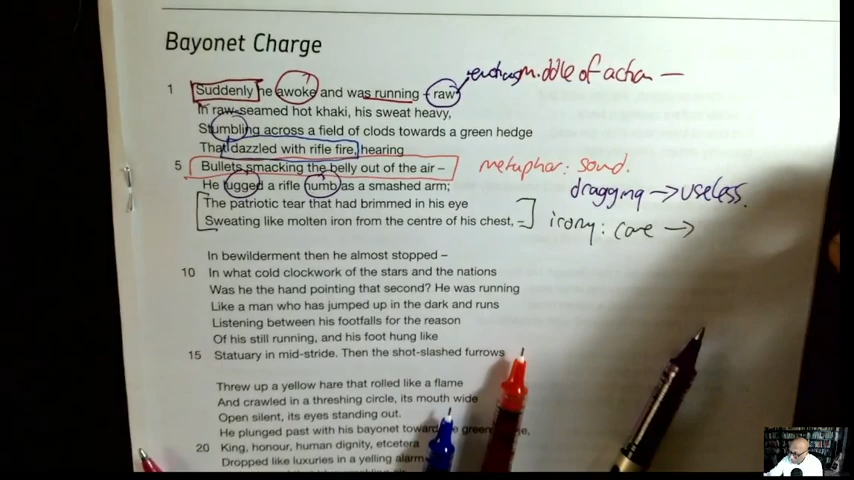 Bayonet Charge
1 Suddenly he awoke and was running – raw
In raw-seamed hot khaki, his sweat heavy,
Stumbling across a field of clods towards a green hedge
That dazzled with rifle fire, hearing
5 Bullets smacking the belly out of the air –
He lugged a rifle numb as a smashed arm;
The patriotic tear that had brimmed in his eye
Sweating like molten iron from the centre of his chest, –
middle of action —
metaphor: sound.
dragging → useless.
irony: care →
In bewilderment then he almost stopped –
10 In what cold clockwork of the stars and the nations
Was he the hand pointing that second? He was running
Like a man who has jumped up in the dark and runs
Listening between his footfalls for the reason
Of his still running, and his foot hung like
15 Statuary in mid-stride. Then the shot-slashed furrows
Threw up a yellow hare that rolled like a flame
And crawled in a threshing circle, its mouth wide
Open silent, its eyes standing out.
He plunged past with his bayonet toward green
20 King, honour, human dignity, etcetera
Dropped like luxuries in a yelling alarm